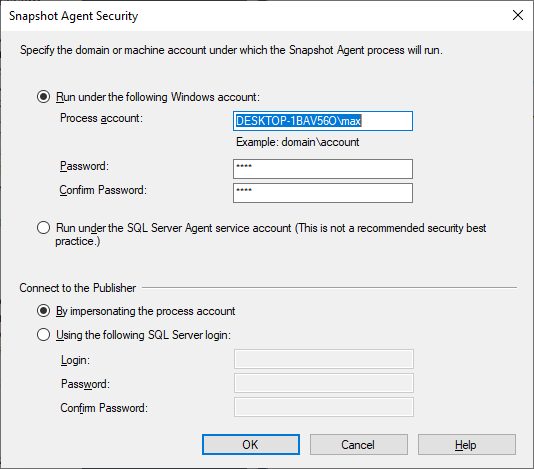 Snapshot Agent Security
Specify the domain or machine account under which the Snapshot Agent process will run.
Run under the following Windows account:
Process account:
DESKTOP-1BAV56O\max
Example: domain\account
Password:
****
Confirm Password:
****
Run under the SQL Server Agent service account (This is not a recommended security best
practice.)
Connect to the Publisher
By impersonating the process account
Using the following SQL Server login:
Login:
Password:
Confirm Password:
OK
Cancel
Help